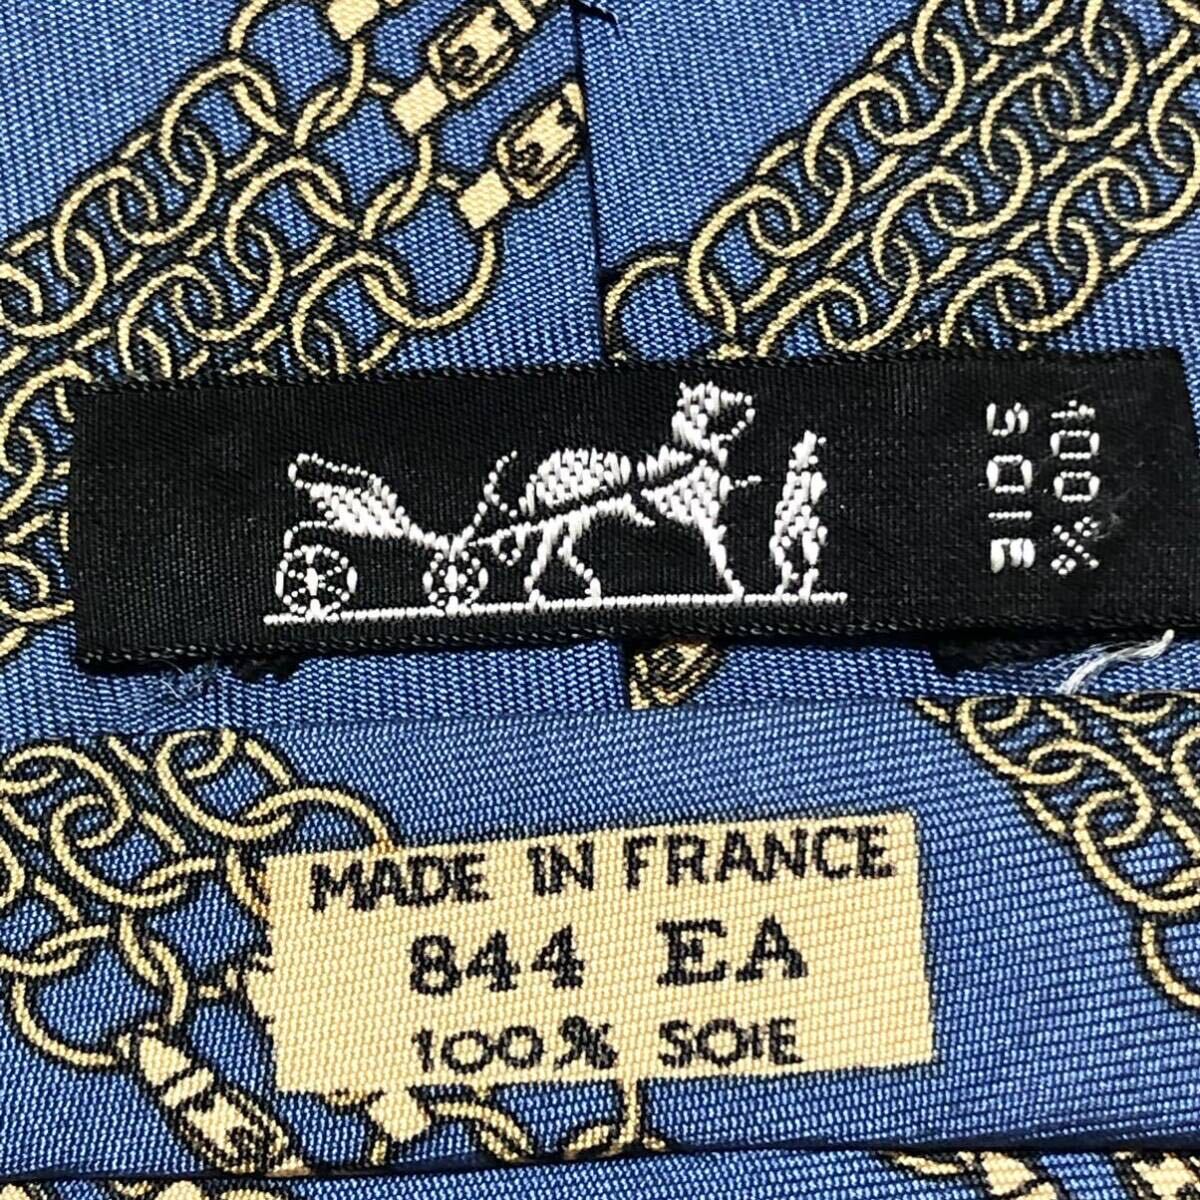 100%
SOIE
MADE IN FRANCE
844 EA
100% SOIE